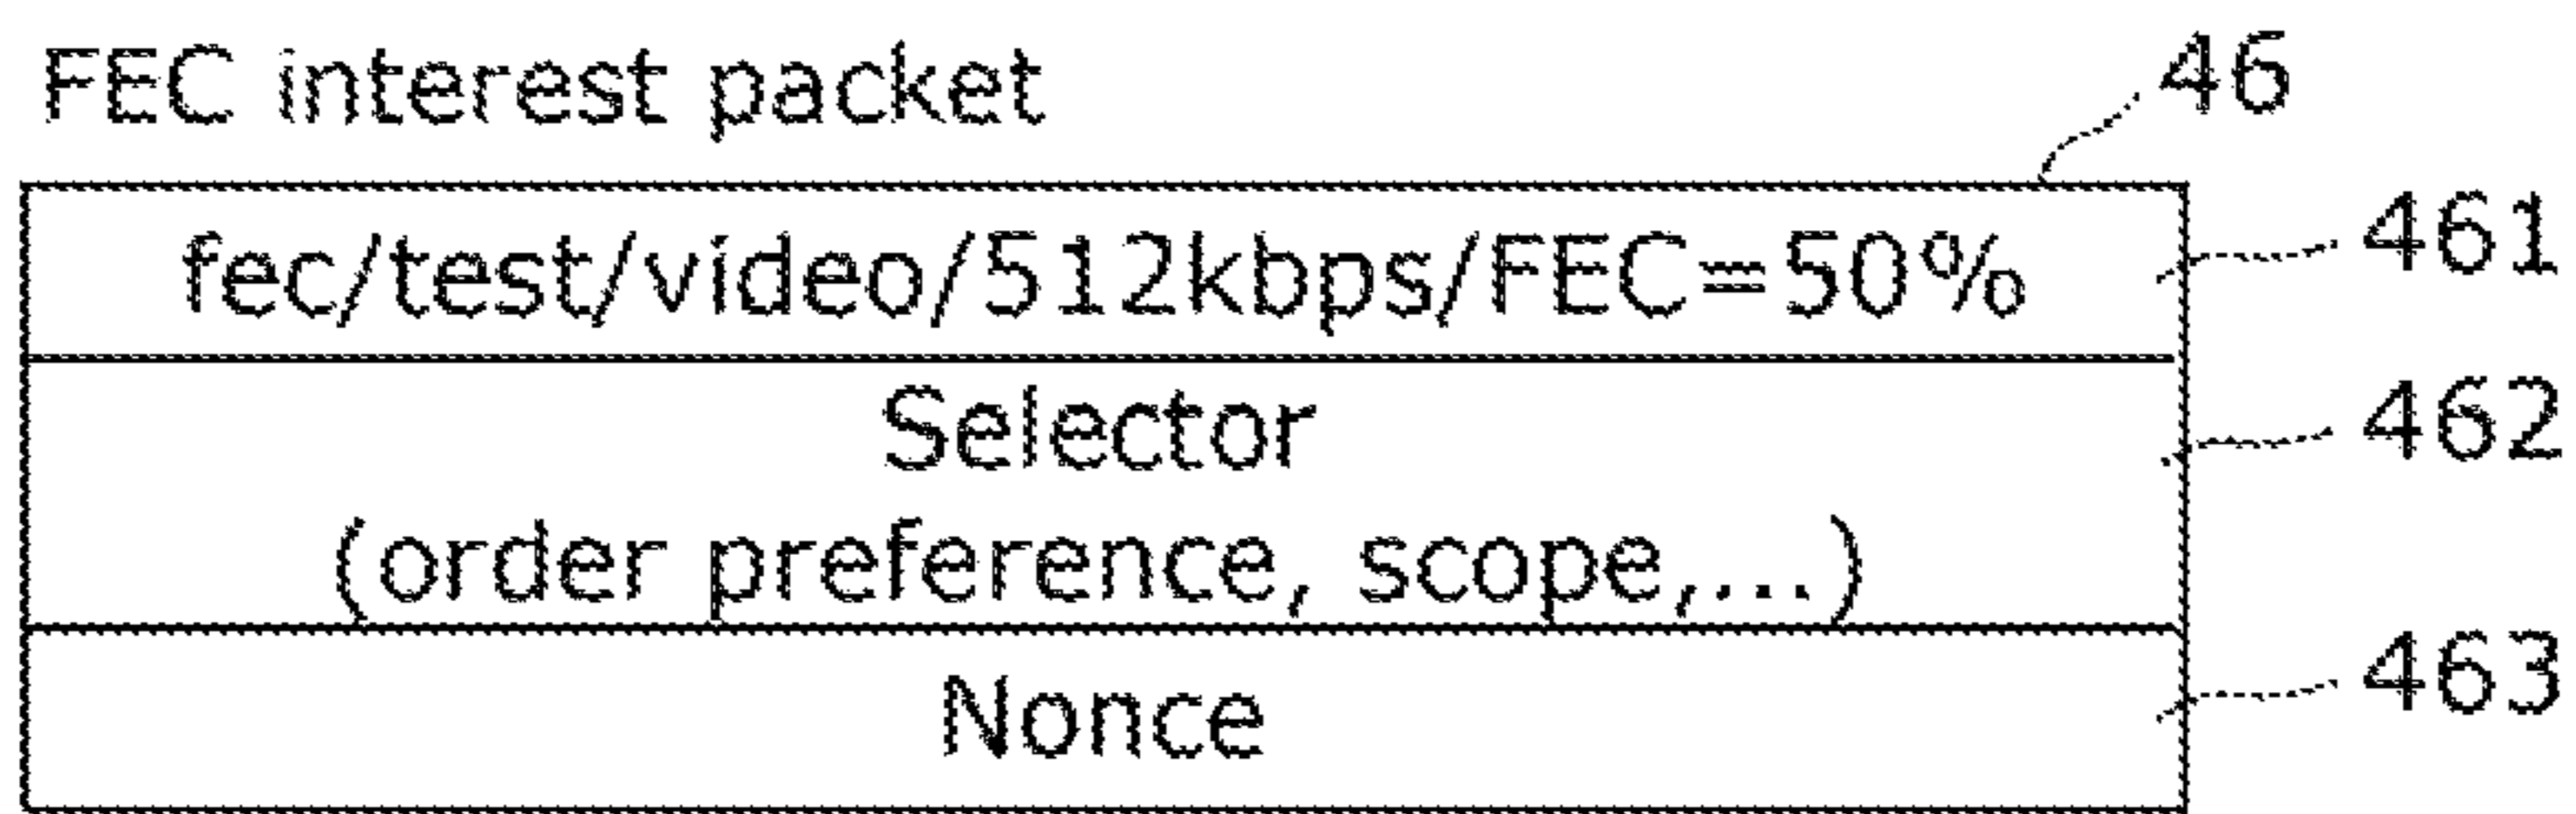 FEC interest packet
46
fec/test/video/512kbps/FEC=50%
461
Selector
462
(order preference, scope,...)
Nonce
463